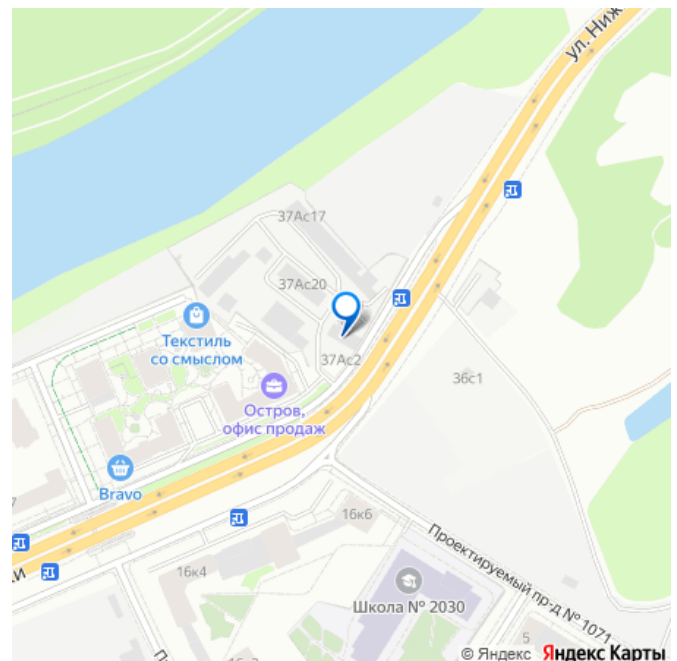 ул. Ниж
37Ас17
37Ас20
Текстиль
со смыслом
37Ас2
36с1
Остров,
офис продаж
Bravo
7
16к6
Проектируемый пр-д № 1071
16к4
Школа № 2030
5
© Яндекс Яндекс Карты